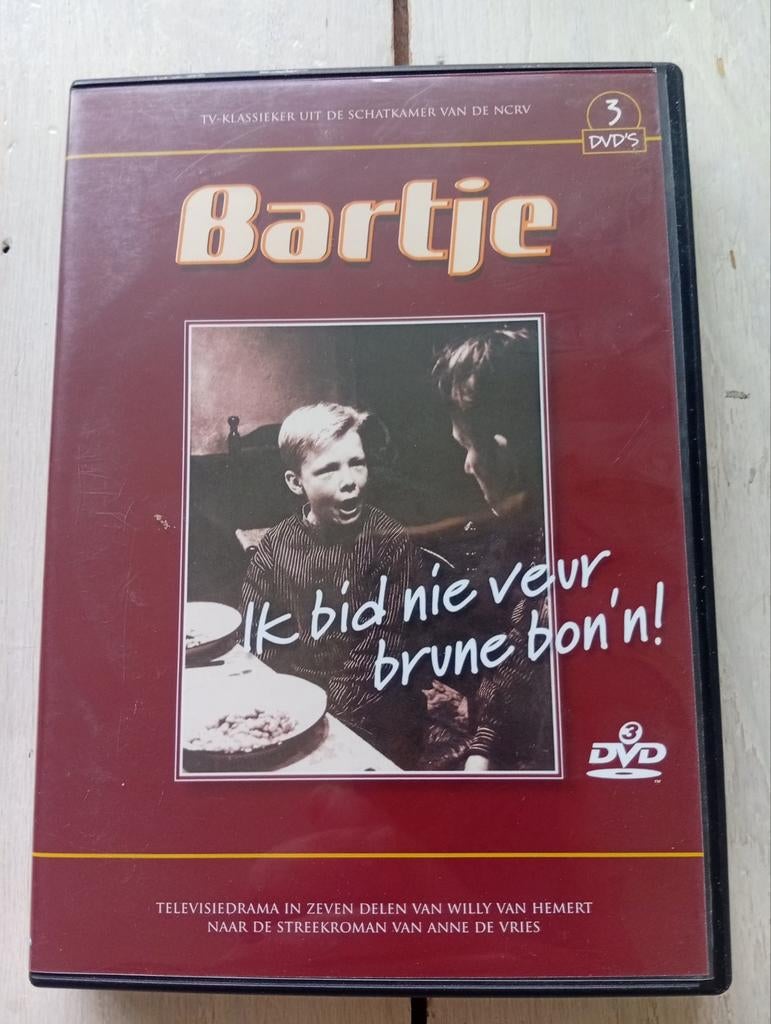 TV-KLASSIEKER UIT DE SCHATKAMER VAN DE NCRV
3
DVD'S
Bartje
Ik bid nie veur
brune bon'n!
3
DVD
TM
TELEVISIEDRAMA IN ZEVEN DELEN VAN WILLY VAN HEMERT
NAAR DE STREEKROMAN VAN ANNE DE VRIES